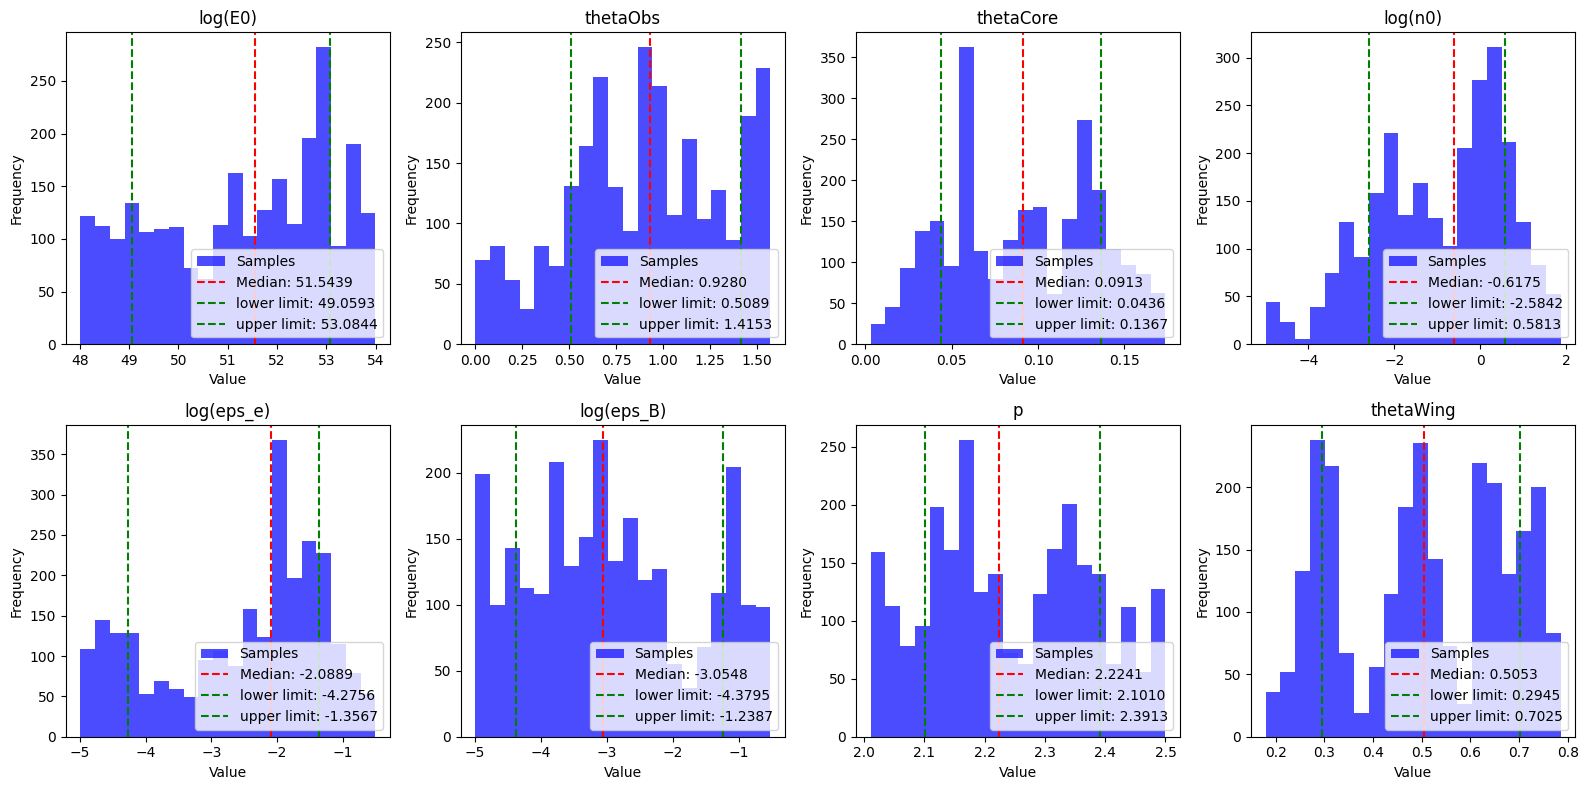 log(E0)
Frequency
250
200
150
100
50
0
Samples
Median: 51.5439
lower limit: 49.0593
upper limit: 53.0844
48 49 50 51 52 53 54
Value
thetaObs
Frequency
250
200
150
100
50
0
Samples
Median: 0.9280
lower limit: 0.5089
upper limit: 1.4153
0.00 0.25 0.50 0.75 1.00 1.25 1.50
Value
thetaCore
Frequency
350
300
250
200
150
100
50
0
Samples
Median: 0.0913
lower limit: 0.0436
upper limit: 0.1367
0.00 0.05 0.10 0.15
Value
log(n0)
Frequency
300
250
200
150
100
50
0
Samples
Median: -0.6175
lower limit: -2.5842
upper limit: 0.5813
−4 −2 0 2
Value
log(eps_e)
Frequency
350
300
250
200
150
100
50
0
Samples
Median: -2.0889
lower limit: -4.2756
upper limit: -1.3567
−5 −4 −3 −2 −1
Value
log(eps_B)
Frequency
200
150
100
50
0
Samples
Median: -3.0548
lower limit: -4.3795
upper limit: -1.2387
−5 −4 −3 −2 −1
Value
p
Frequency
250
200
150
100
50
0
Samples
Median: 2.2241
lower limit: 2.1010
upper limit: 2.3913
2.0 2.1 2.2 2.3 2.4 2.5
Value
thetaWing
Frequency
200
150
100
50
0
Samples
Median: 0.5053
lower limit: 0.2945
upper limit: 0.7025
0.2 0.3 0.4 0.5 0.6 0.7 0.8
Value